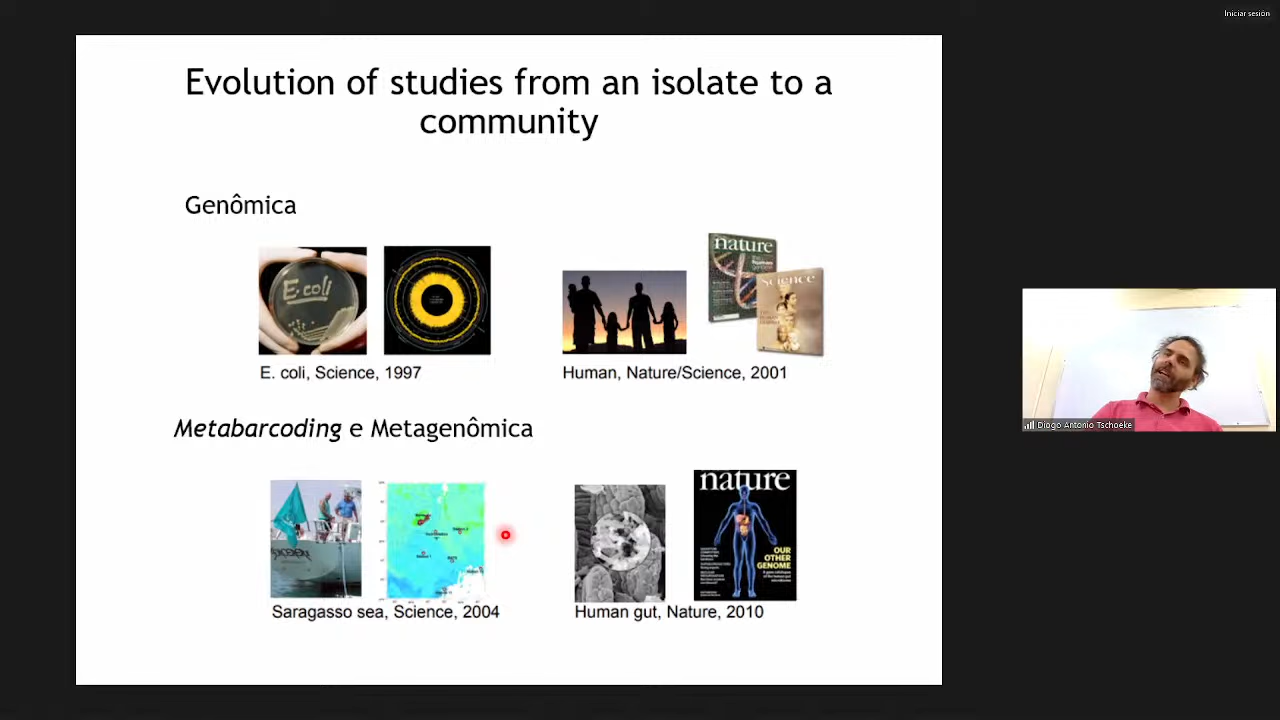 Iniciar sesión
Evolution of studies from an isolate to a
community
Genômica
E.coli
nature
Science
E. coli, Science, 1997
Human, Nature/Science, 2001
Metabarcoding e Metagenômica
nature
OUR
OTHER
GENOME
Saragasso sea, Science, 2004
Human gut, Nature, 2010
Diogo Antonio Tschoeke